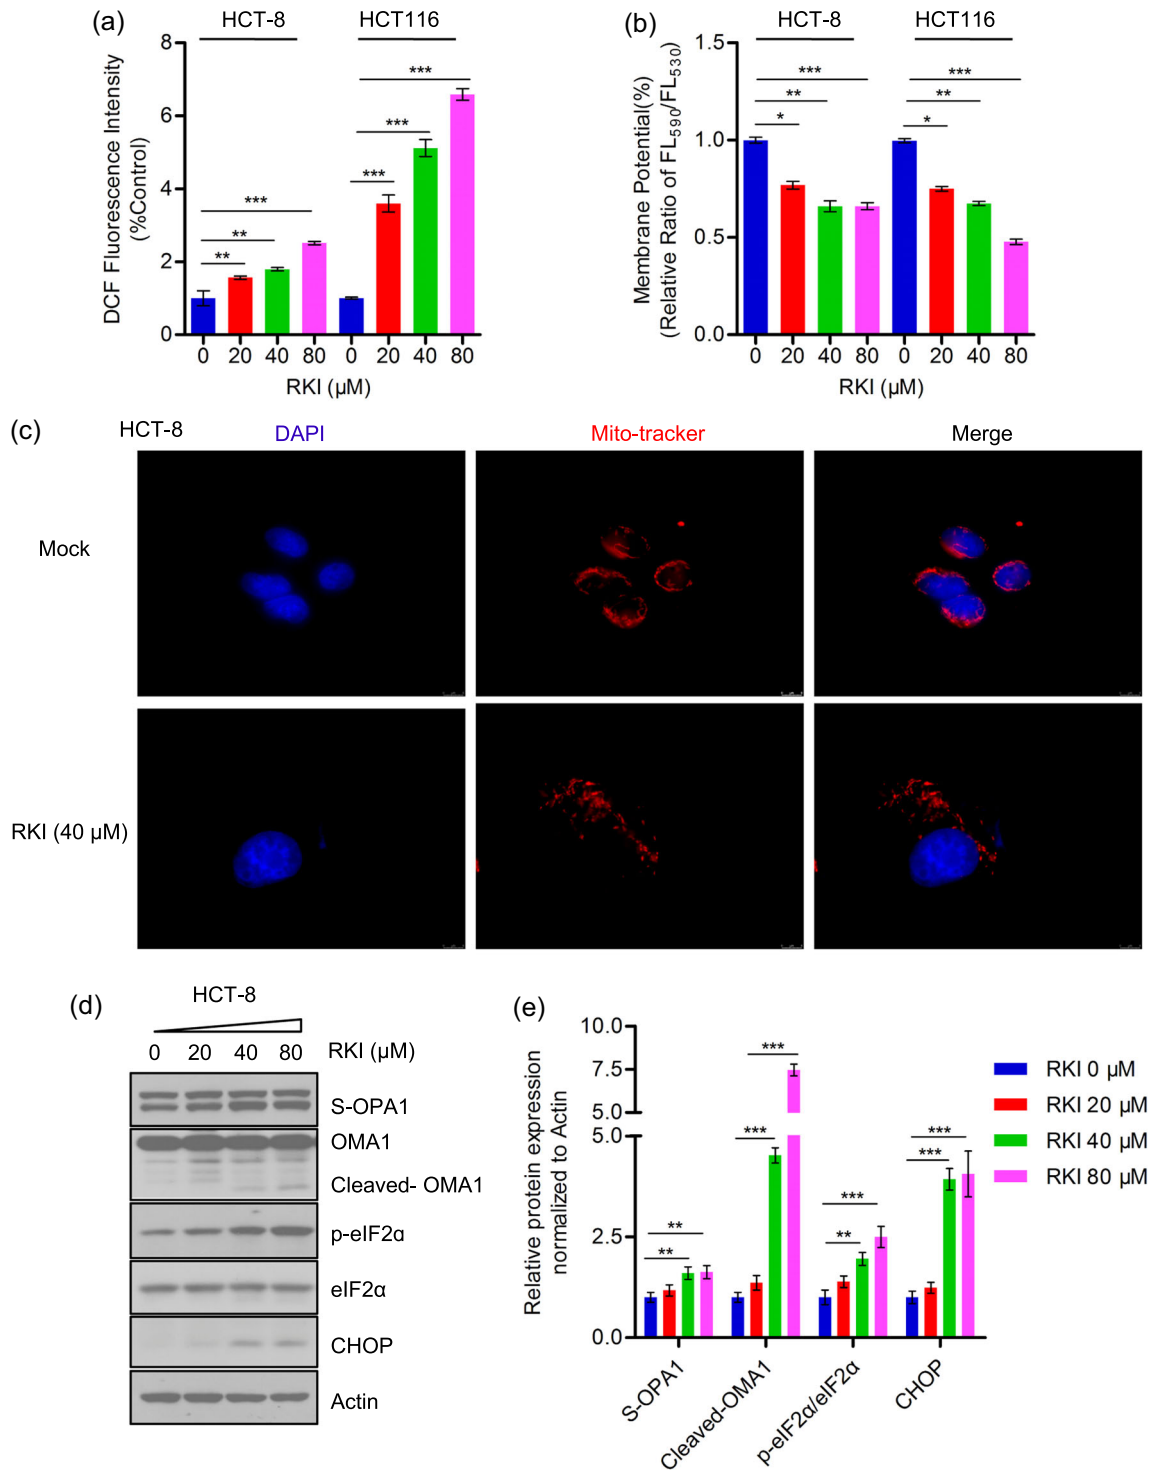 (a)
HCT-8
HCT116
DCF Fluorescence Intensity
(%Control)
8
6
4
2
0
**
**
***
***
***
***
0 20 40 80 0 20 40 80
RKI (µM)
(b)
HCT-8
HCT116
Membrane Potential(%)
(Relative Ratio of FL590/FL530)
1.5
1.0
0.5
0.0
***
**
*
***
**
*
0 20 40 80 0 20 40 80
RKI (µM)
(c)
HCT-8
DAPI
Mito-tracker
Merge
Mock
RKI (40 µM)
(d)
HCT-8
0 20 40 80 RKI (µM)
S-OPA1
OMA1
Cleaved- OMA1
p-eIF2α
eIF2α
CHOP
Actin
(e)
Relative protein expression
normalized to Actin
10.0
7.5
5.0
5.0
2.5
0.0
**
**
***
***
***
**
***
***
S-OPA1
Cleaved-OMA1
p-eIF2α/eIF2α
CHOP
RKI 0 µM
RKI 20 µM
RKI 40 µM
RKI 80 µM